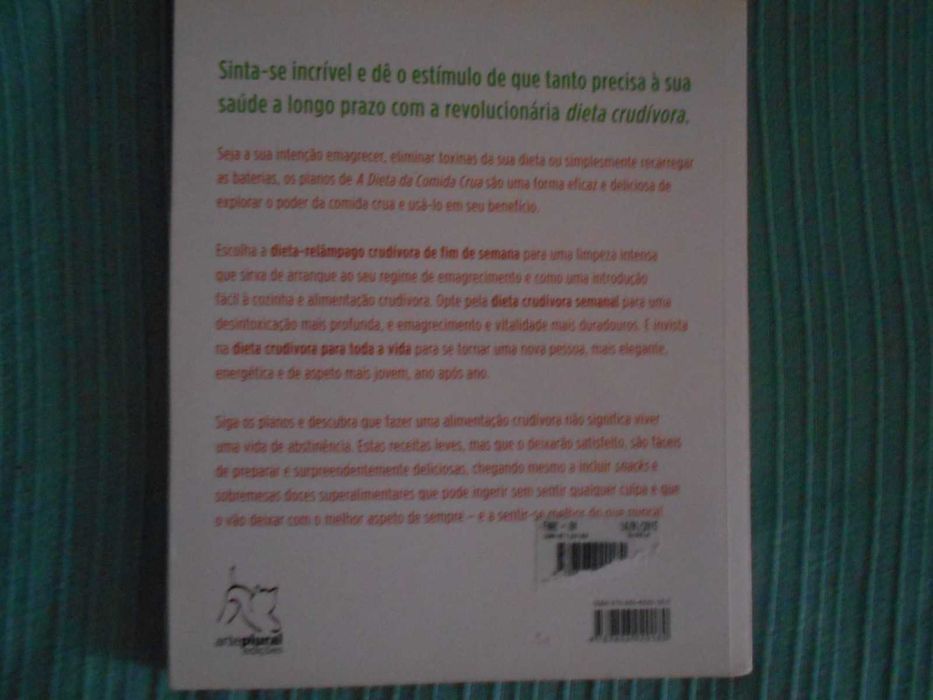 Sinta-se incrível e dê o estímulo de que tanto precisa à sua
saúde a longo prazo com a revolucionária dieta crudívora.
Seja a sua intenção emagrecer, eliminar toxinas da sua dieta ou simplesmente recarregar
as baterias, os planos de A Dieta da Comida Crua são uma forma eficaz e deliciosa de
explorar o poder da comida crua e usá-lo em seu benefício.
Escolha a dieta-relâmpago crudívora de fim de semana para uma limpeza intensa
que sirva de arranque ao seu regime de emagrecimento e como uma introdução
fácil à cozinha e alimentação crudívora. Opte pela dieta crudívora semanal para uma
desintoxicação mais profunda, e emagrecimento e vitalidade mais duradouros. E invista
na dieta crudívora para toda a vida para se tornar uma nova pessoa, mais elegante,
energética e de aspeto mais jovem, ano após ano.
Siga os planos e descubra que fazer uma alimentação crudívora não significa viver
uma vida de abstinência. Estas receitas leves, mas que o deixarão satisfeito, são fáceis
de preparar e surpreendentemente deliciosas, chegando mesmo a incluir snacks e
sobremesas doces superalimentares que pode ingerir sem sentir qualquer culpa e que
o vão deixar com o melhor aspeto de sempre – e a sentir-se melhor do que nunca!
arteplural
edições